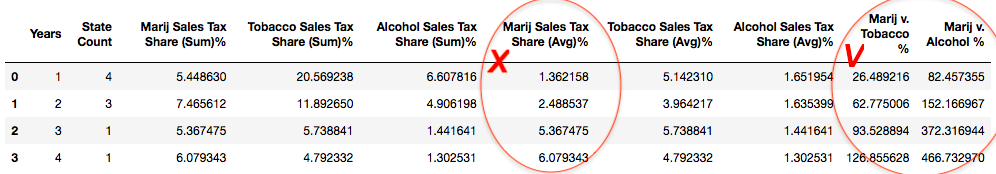 Years State Count Marij Sales Tax Share (Sum)% Tobacco Sales Tax Share (Sum)% Alcohol Sales Tax Share (Sum)% Marij Sales Tax Share (Avg)% Tobacco Sales Tax Share (Avg)% Alcohol Sales Tax Share (Avg)% Marij v. Tobacco % Marij v. Alcohol %
X V
0 1 4 5.448630 20.569238 6.607816 1.362158 5.142310 1.651954 26.489216 82.457355
1 2 3 7.465612 11.892650 4.906198 2.488537 3.964217 1.635399 62.775006 152.166967
2 3 1 5.367475 5.738841 1.441641 5.367475 5.738841 1.441641 93.528894 372.316944
3 4 1 6.079343 4.792332 1.302531 6.079343 4.792332 1.302531 126.855628 466.732970